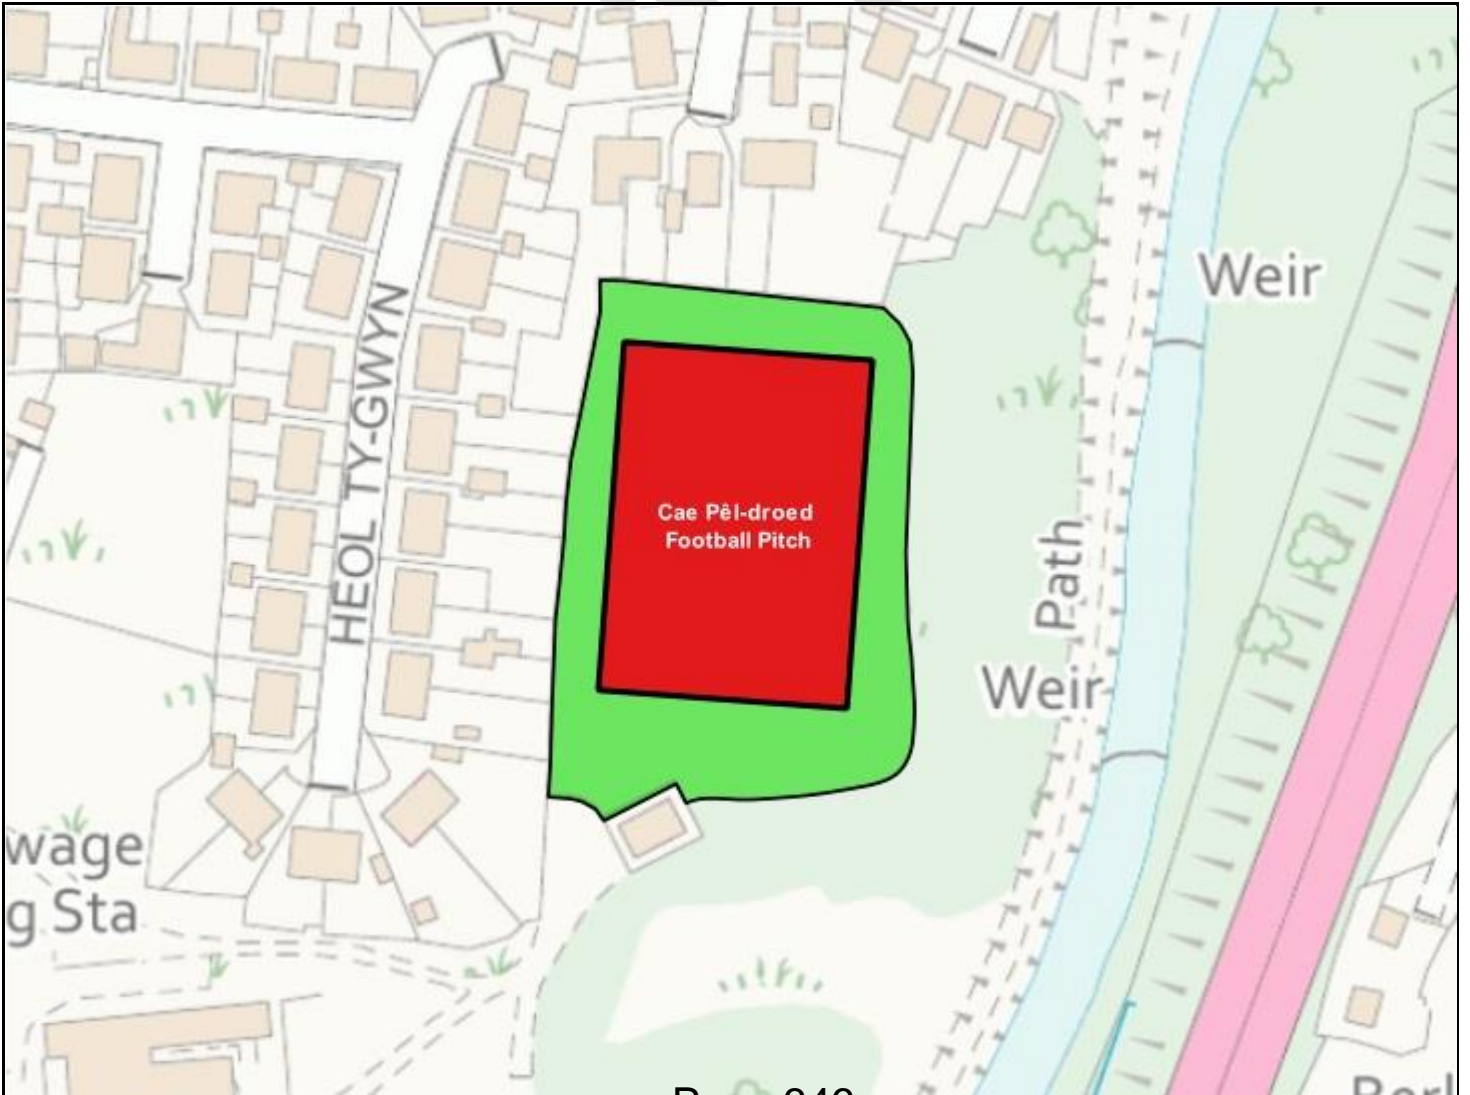 Weir
HEOL TY-GWYN
Cae Pêl-droed
Football Pitch
Path
Weir
wage
g Sta